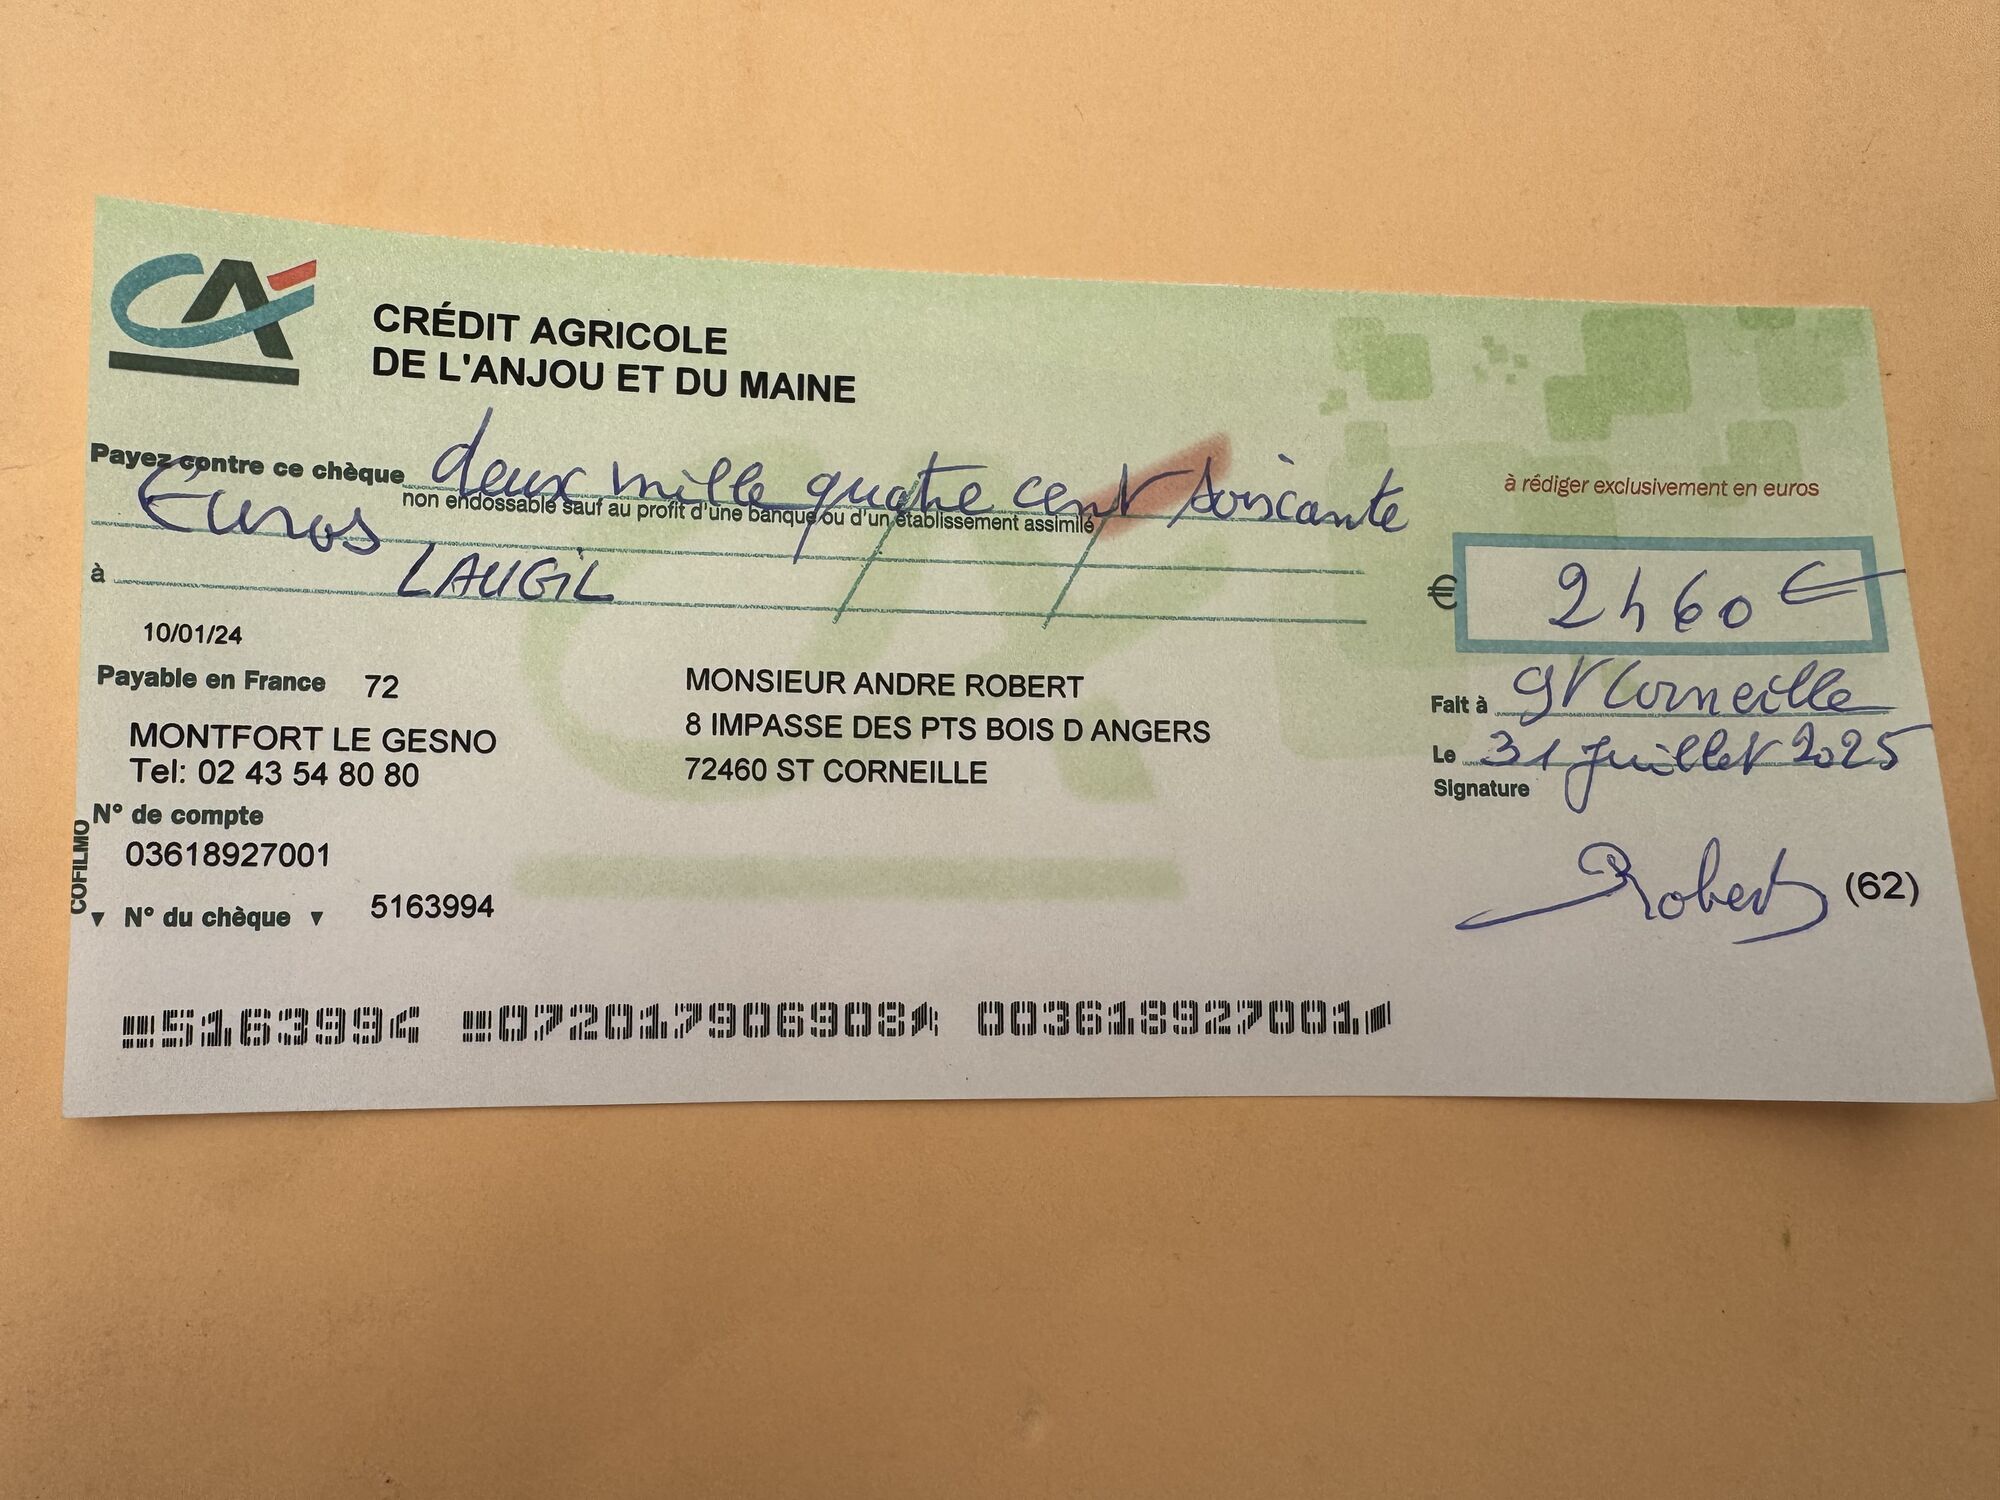 CA
CRÉDIT AGRICOLE
DE L'ANJOU ET DU MAINE
Payez contre ce chèque deux mille quatre cent soixante
non endossable sauf au profit d'une banque ou d'un établissement assimilé
Euros
à LAUGIL
à rédiger exclusivement en euros
€ 2460 €
10/01/24
Payable en France 72
MONTFORT LE GESNO
Tel: 02 43 54 80 80
N° de compte
03618927001
COFILMO
N° du chèque 5163994
MONSIEUR ANDRE ROBERT
8 IMPASSE DES PTS BOIS D ANGERS
72460 ST CORNEILLE
Fait à St Corneille
Le 31 Juillet 2025
Signature
Robert (62)
5163994 072017906908 003618927001